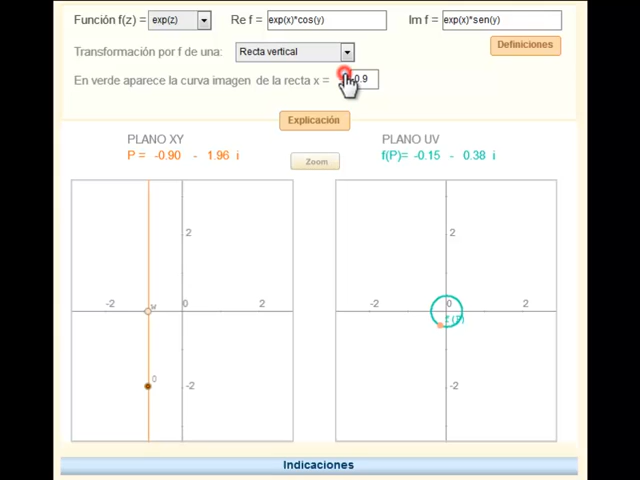 Función f(z) = exp(z) Re f = exp(x)*cos(y) Im f = exp(x)*sen(y)
Transformación por f de una: Recta vertical Definiciones
En verde aparece la curva imagen de la recta x = 0.9
Explicación
PLANO XY PLANO UV
P = -0.90 - 1.96 i Zoom f(P)= -0.15 - 0.38 i
2 2
-2 0 2 -2 0 2
f(P)
-2 -2
Indicaciones